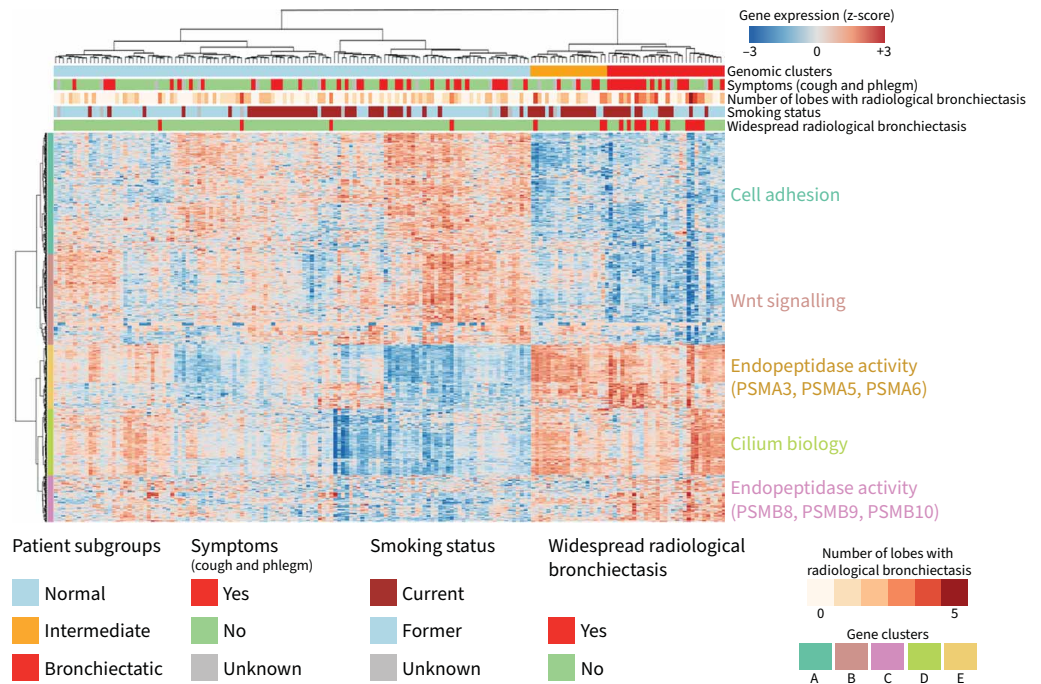 Gene expression (z-score)
–3 0 +3
Genomic clusters
Symptoms (cough and phlegm)
Number of lobes with radiological bronchiectasis
Smoking status
Widespread radiological bronchiectasis
Cell adhesion
Wnt signalling
Endopeptidase activity
(PSMA3, PSMA5, PSMA6)
Cilium biology
Endopeptidase activity
(PSMB8, PSMB9, PSMB10)
Patient subgroups
Normal
Intermediate
Bronchiectatic
Symptoms
(cough and phlegm)
Yes
No
Unknown
Smoking status
Current
Former
Unknown
Widespread radiological
bronchiectasis
Yes
No
Number of lobes with
radiological bronchiectasis
0 5
Gene clusters
A B C D E